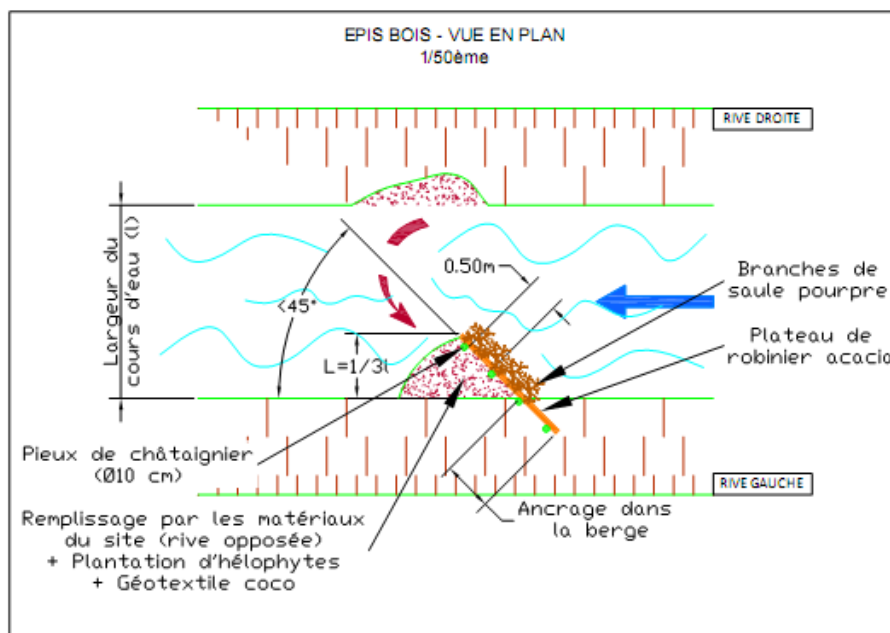 EPIS BOIS - VUE EN PLAN
1/50ème
RIVE DROITE
Largeur du
cours d'eau (l)
<45°
0.50m
L=1/3l
Branches de
saule pourpre
Plateau de
robinier acacia
Pieux de châtaignier
(Ø10 cm)
RIVE GAUCHE
Ancrage dans
la berge
Remplissage par les matériaux
du site (rive opposée)
+ Plantation d'hélophytes
+ Géotextile coco